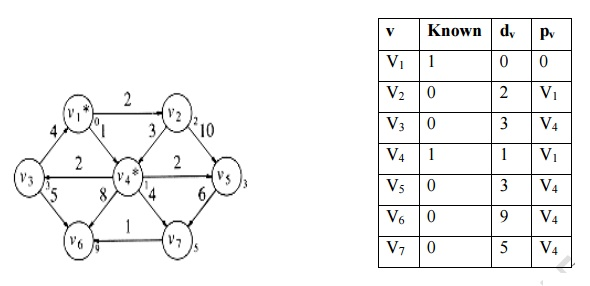 2
v₁* 0 v₂ 2
4 1 3 10
2 2
v₃ 3 v₄* 1 v₅ 3
5 8 4 6
1
v₆ 9 v₇ 5
v Known dᵥ pᵥ
V₁ 1 0 0
V₂ 0 2 V₁
V₃ 0 3 V₄
V₄ 1 1 V₁
V₅ 0 3 V₄
V₆ 0 9 V₄
V₇ 0 5 V₄